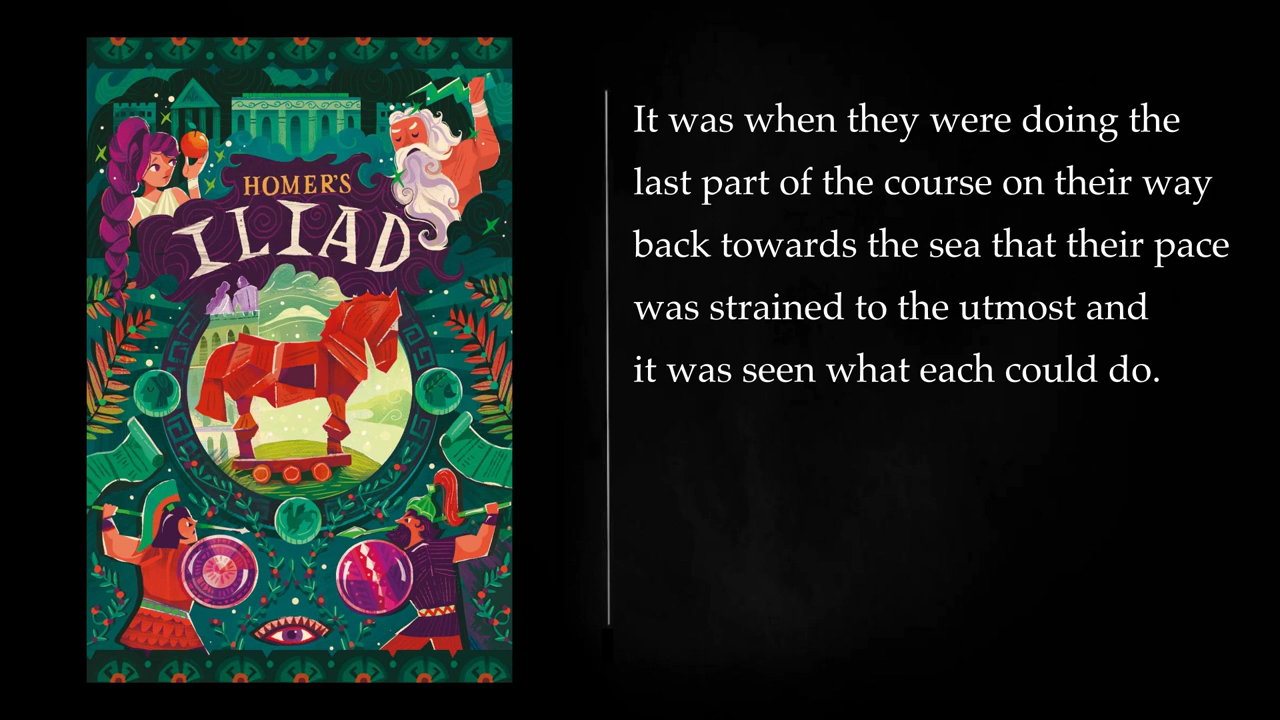 HOMER'S
ILIAD
It was when they were doing the
last part of the course on their way
back towards the sea that their pace
was strained to the utmost and
it was seen what each could do.